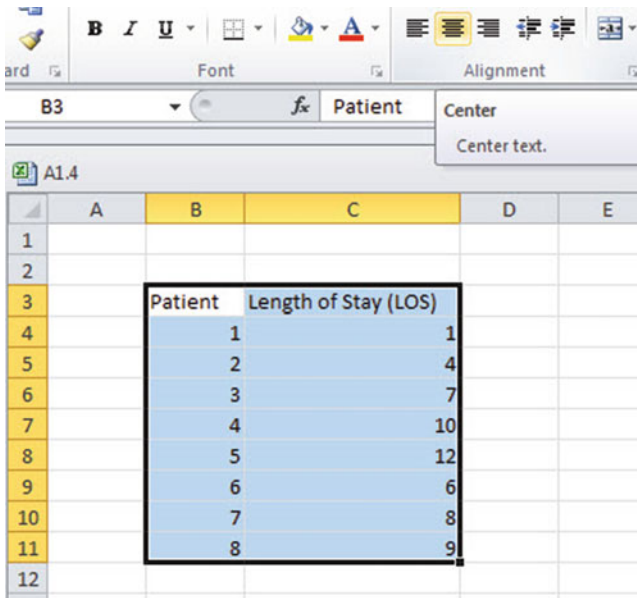 B I U A
ard Font Alignment
B3 fx Patient
Center
Center text.
A1.4
A B C D E
1
2
3 Patient Length of Stay (LOS)
4 1 1
5 2 4
6 3 7
7 4 10
8 5 12
9 6 6
10 7 8
11 8 9
12